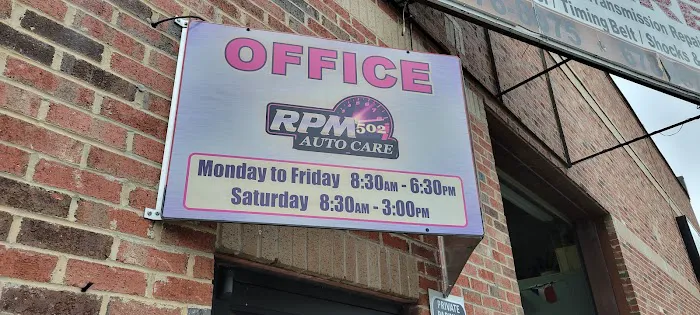 OFFICE
RPM 502
AUTO CARE
Monday to Friday 8:30AM - 6:30PM
Saturday 8:30AM - 3:00PM
Transmission Repair
/ Timing Belt / Shocks &
PRIVATE